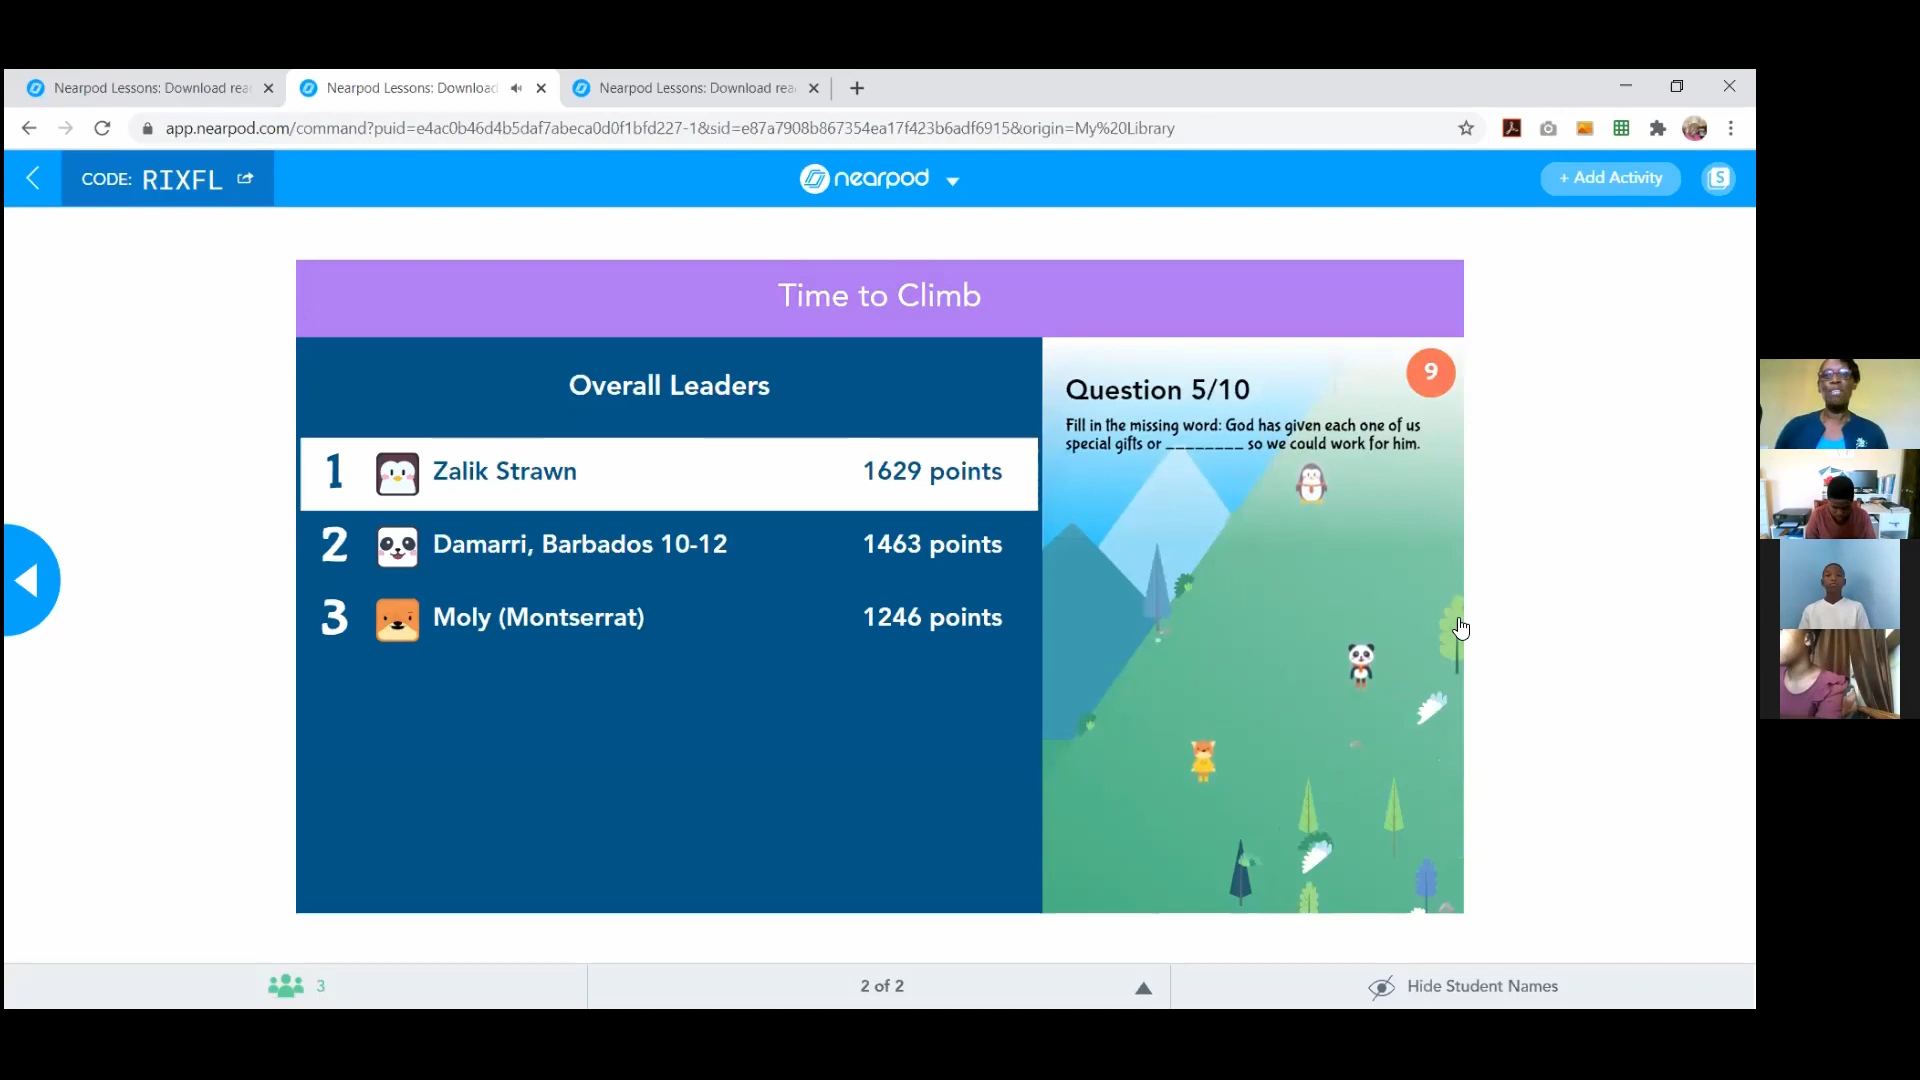 Nearpod Lessons: Download rea
Nearpod Lessons: Download
Nearpod Lessons: Download rea
app.nearpod.com/command?puid=e4ac0b46d4b5daf7abeca0d0f1bfd227-1&sid=e87a7908b867354ea17f423b6adf6915&origin=My%20Library
CODE: RIXFL
nearpod
+ Add Activity
S
Time to Climb
Overall Leaders
1 Zalik Strawn 1629 points
2 Damarri, Barbados 10-12 1463 points
3 Moly (Montserrat) 1246 points
Question 5/10
9
Fill in the missing word: God has given each one of us
special gifts or ________ so we could work for him.
3
2 of 2
Hide Student Names